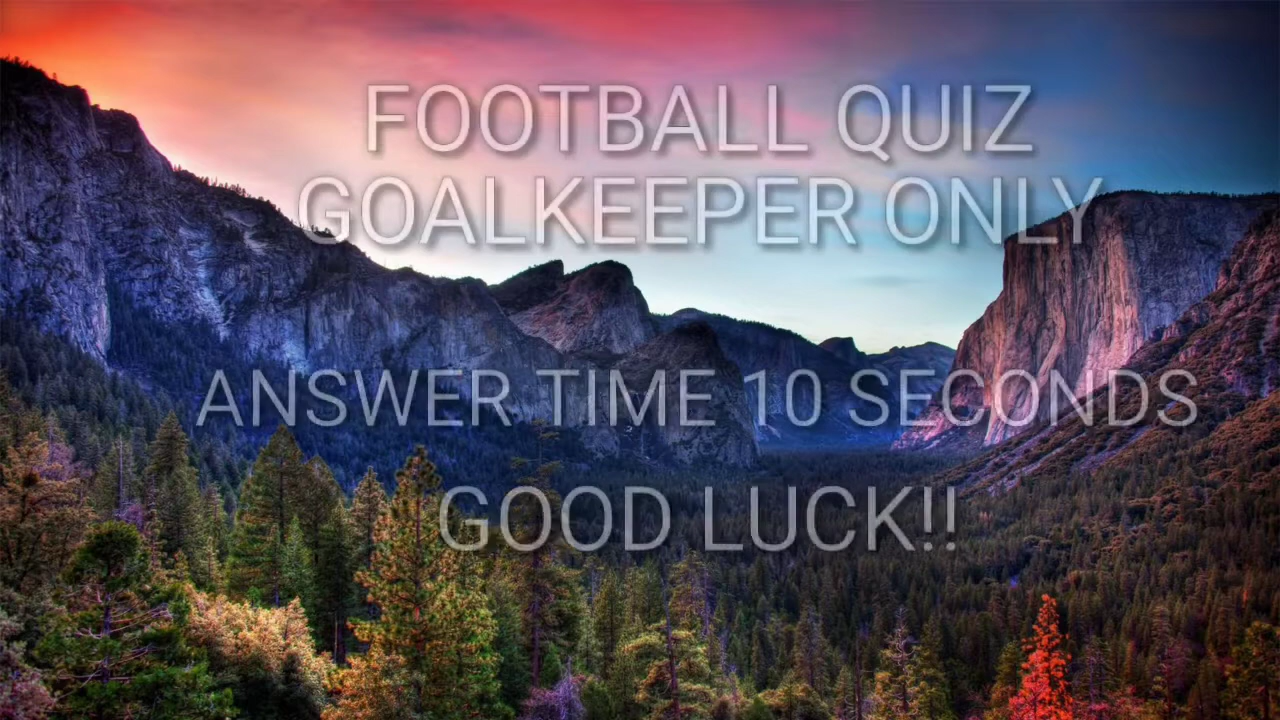 FOOTBALL QUIZ
GOALKEEPER ONLY
ANSWER TIME 10 SECONDS
GOOD LUCK!!